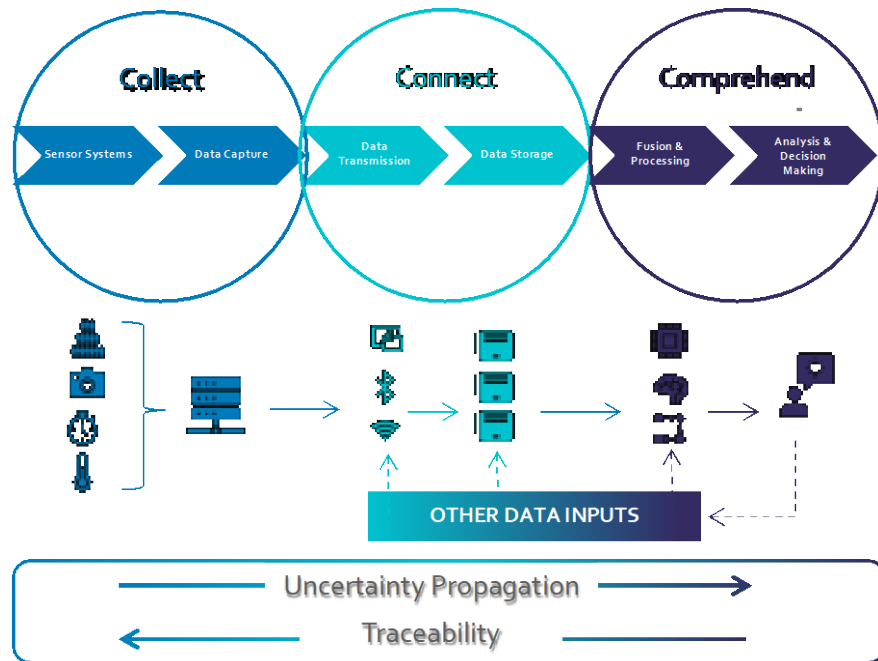 Collect
Connect
Comprehend
Sensor Systems
Data Capture
Data
Transmission
Data Storage
Fusion &
Processing
Analysis &
Decision
Making
OTHER DATA INPUTS
Uncertainty Propagation
Traceability